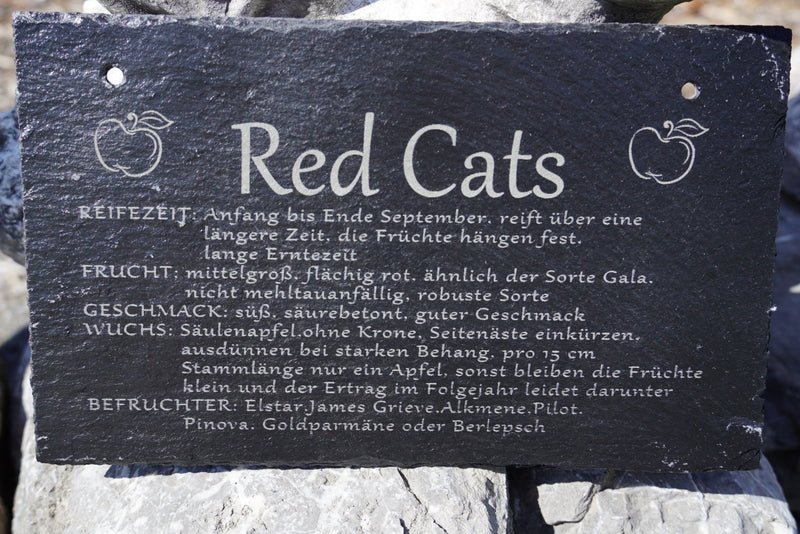 Red Cats
REIFEZEIT: Anfang bis Ende September, reift über eine
längere Zeit, die Früchte hängen fest,
lange Erntezeit
FRUCHT: mittelgroß, flächig rot, ähnlich der Sorte Gala,
nicht mehltauanfällig, robuste Sorte
GESCHMACK: süß, säurebetont, guter Geschmack
WUCHS: Säulenapfel,ohne Krone, Seitenäste einkürzen,
ausdünnen bei starken Behang, pro 15 cm
Stammlänge nur ein Apfel, sonst bleiben die Früchte
klein und der Ertrag im Folgejahr leidet darunter
BEFRUCHTER: Elstar,James Grieve,Alkmene,Pilot,
Pinova, Goldparmäne oder Berlepsch